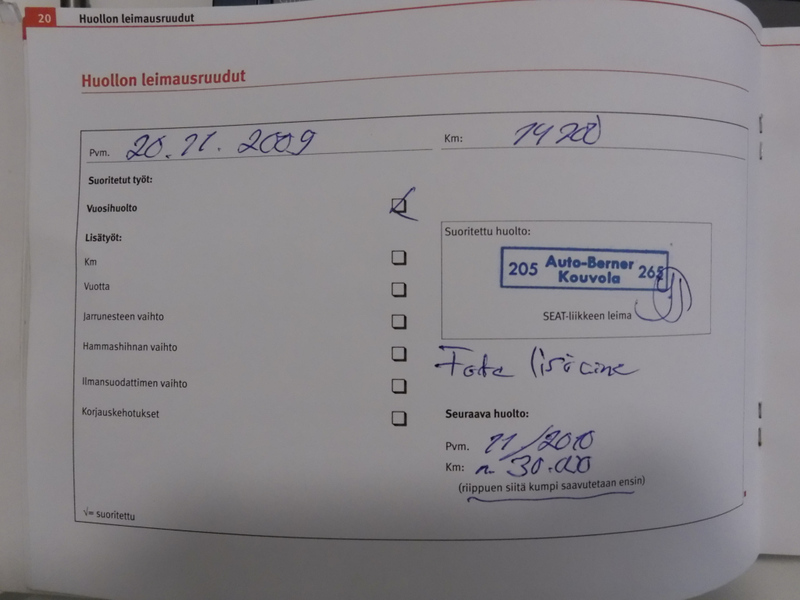 20 Huollon leimausruudut
Huollon leimausruudut
Pvm. 20.11.2009
Km: 14200
Suoritetut työt:
Vuosihuolto
Lisätyöt:
Km
Vuotta
Jarrunesteen vaihto
Hammashihnan vaihto
Ilmansuodattimen vaihto
Korjauskehotukset
√= suoritettu
Suoritettu huolto:
205 Auto-Berner 265
Kouvola
SEAT-liikkeen leima
lisäaine
Seuraava huolto:
Pvm. 11/2010
Km: n. 30.000
(riippuen siitä kumpi saavutetaan ensin)